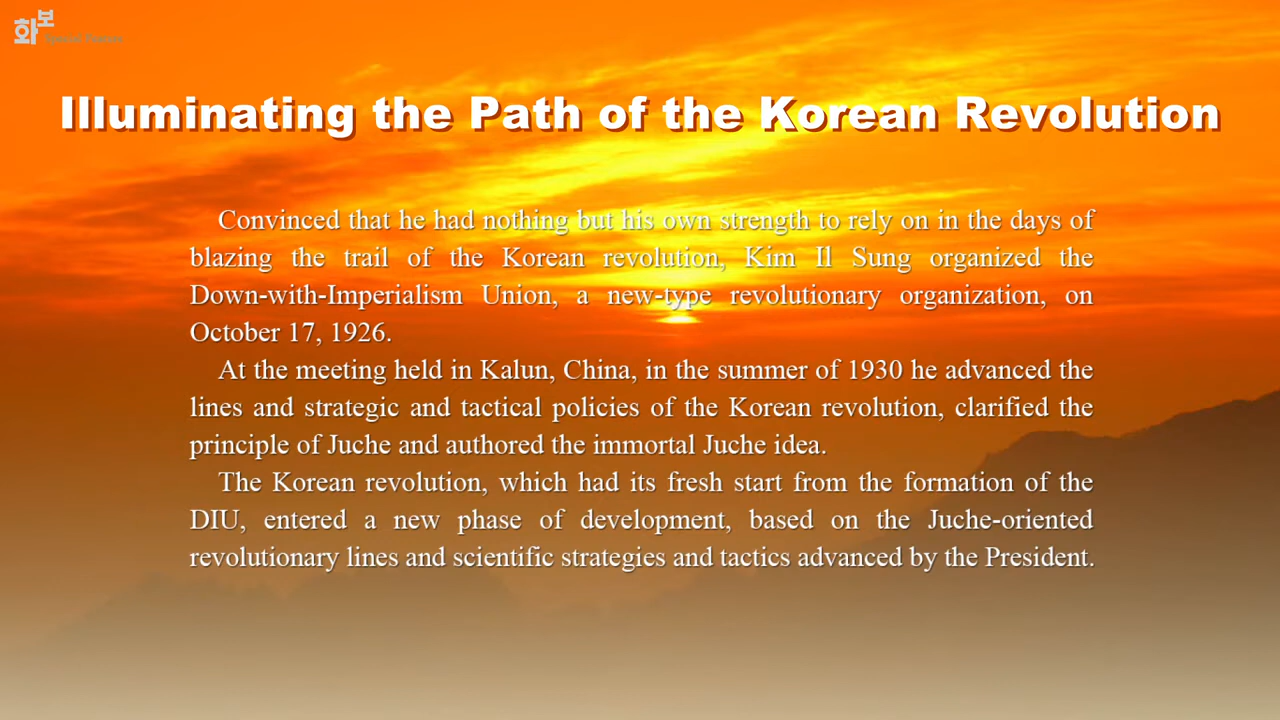 화보
Illuminating the Path of the Korean Revolution
Convinced that he had nothing but his own strength to rely on in the days of
blazing the trail of the Korean revolution, Kim Il Sung organized the
Down-with-Imperialism Union, a new-type revolutionary organization, on
October 17, 1926.
At the meeting held in Kalun, China, in the summer of 1930 he advanced the
lines and strategic and tactical policies of the Korean revolution, clarified the
principle of Juche and authored the immortal Juche idea.
The Korean revolution, which had its fresh start from the formation of the
DIU, entered a new phase of development, based on the Juche-oriented
revolutionary lines and scientific strategies and tactics advanced by the President.